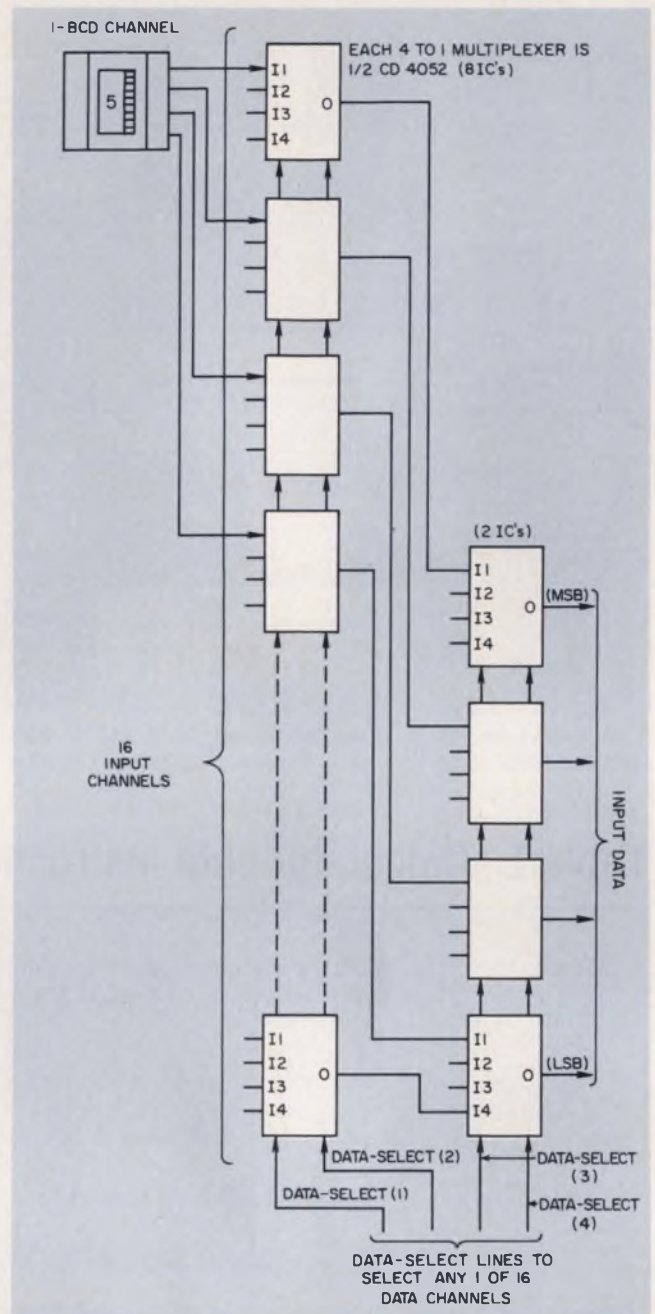 1-BCD CHANNEL
5
EACH 4 TO 1 MULTIPLEXER IS
1/2 CD 4052 (8IC's)
I1
I2
I3
I4
O
(2 IC's)
I1
I2
I3
I4
O
(MSB)
16
INPUT
CHANNELS
INPUT DATA
I1
I2
I3
I4
O
I1
I2
I3
I4
O
(LSB)
DATA-SELECT (2)
DATA-SELECT (1)
DATA-SELECT
(3)
DATA-SELECT
(4)
DATA-SELECT LINES TO
SELECT ANY 1 OF 16
DATA CHANNELS